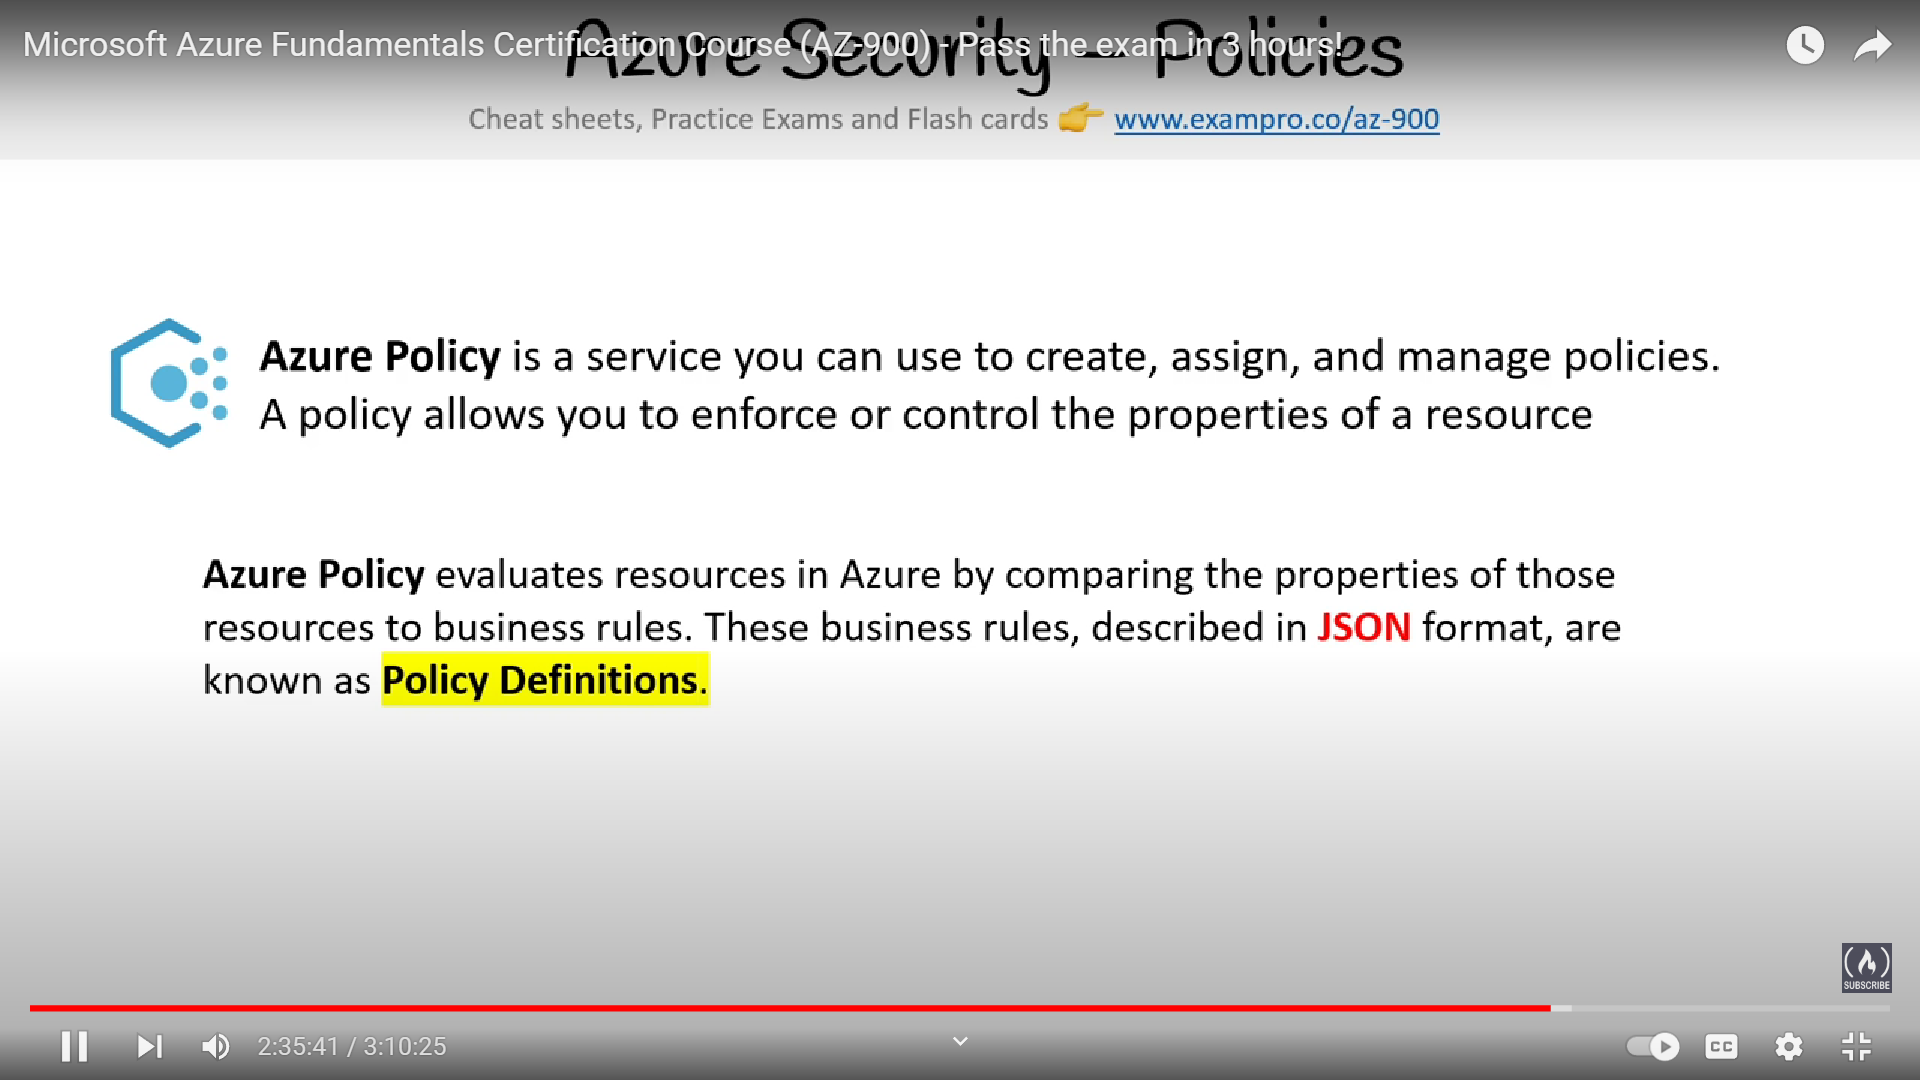 Microsoft Azure Fundamentals Certification Course (AZ-900) - Pass the exam in 3 hours!
Azure Security – Policies
Cheat sheets, Practice Exams and Flash cards 👉 www.exampro.co/az-900
Azure Policy is a service you can use to create, assign, and manage policies.
A policy allows you to enforce or control the properties of a resource
Azure Policy evaluates resources in Azure by comparing the properties of those
resources to business rules. These business rules, described in JSON format, are
known as Policy Definitions.
SUBSCRIBE
2:35:41 / 3:10:25
CC